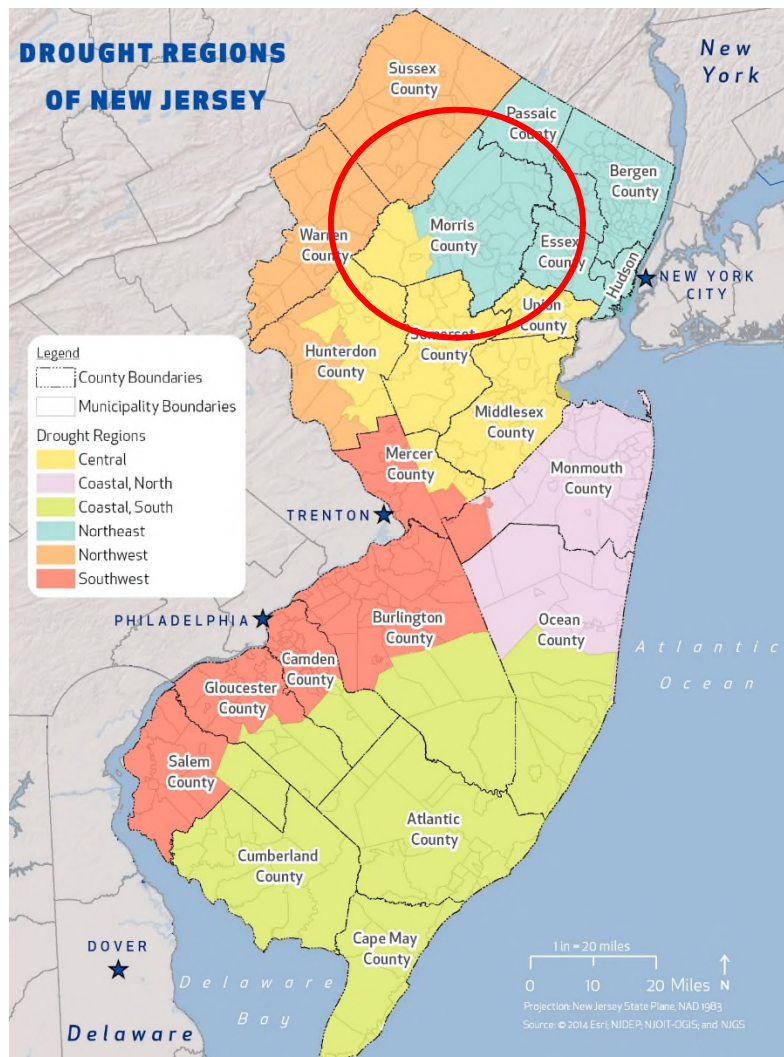 DROUGHT REGIONS
OF NEW JERSEY
New
York
Sussex
County
Passaic
County
Bergen
County
Warren
County
Morris
County
Essex
County
Hudson
NEW YORK
CITY
Union
County
Somerset
County
Hunterdon
County
Middlesex
County
Legend
County Boundaries
Municipality Boundaries
Drought Regions
Central
Coastal, North
Coastal, South
Northeast
Northwest
Southwest
Mercer
County
Monmouth
County
TRENTON
PHILADELPHIA
Burlington
County
Ocean
County
Camden
County
Gloucester
County
Atlantic
Ocean
Salem
County
Atlantic
County
Cumberland
County
Cape May
County
DOVER
Delaware
Bay
Delaware
1 in = 20 miles
0 10 20 Miles
N
Projection: New Jersey State Plane, NAD 1983
Source: © 2014 Esri; NJDEP; NJOIT-OGIS; and NJGS